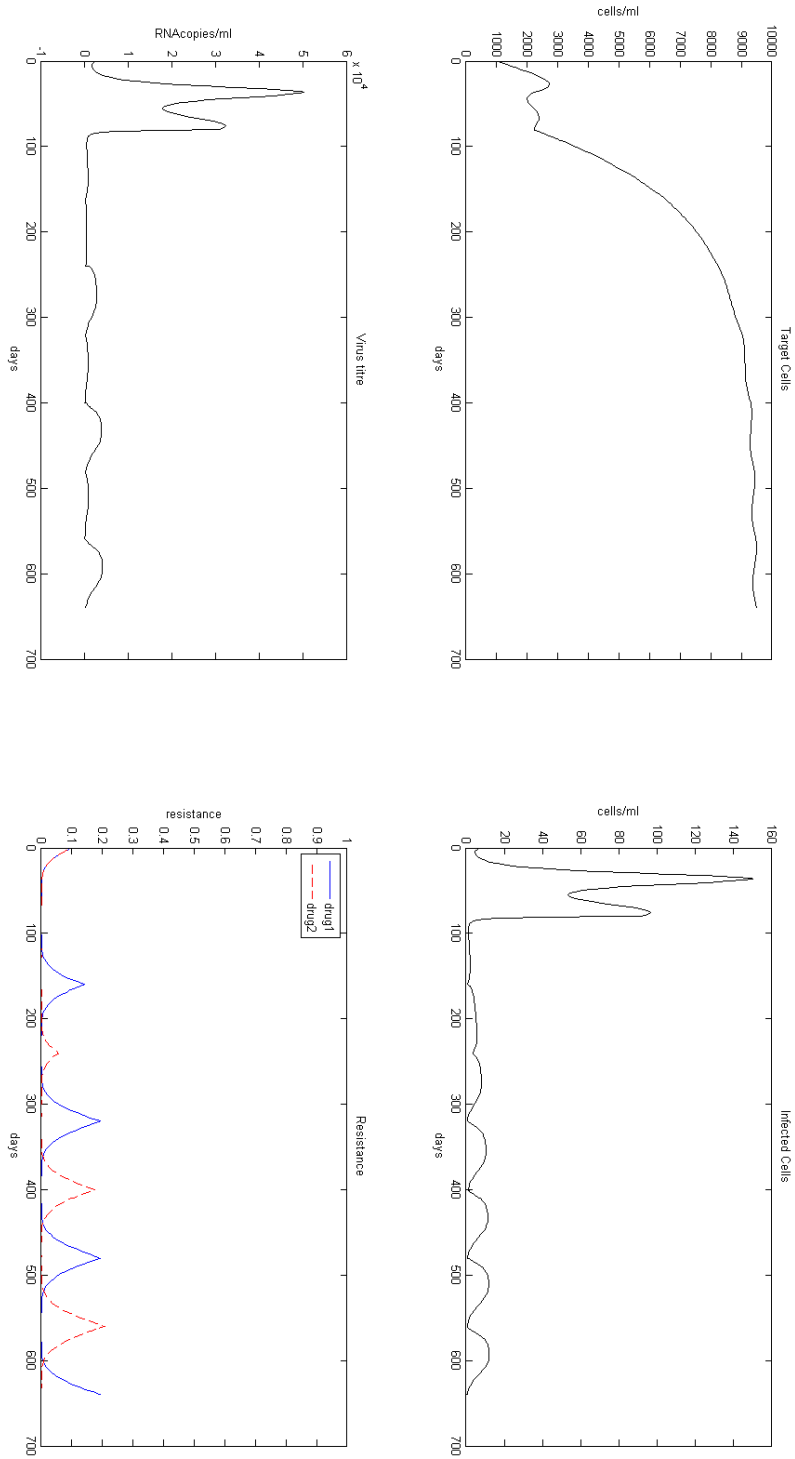 Target Cells
cells/ml
10000
9000
8000
7000
6000
5000
4000
3000
2000
1000
0
0 100 200 300 400 500 600 700
Infected Cells
cells/ml
160
140
120
100
80
60
40
20
0
0 100 200 300 400 500 600 700
Virus titre
x 10^4
RNAcopies/ml
6
5
4
3
2
1
0
-1
0 100 200 300 400 500 600 700
days
Resistance
resistance
1
0.9
0.8
0.7
0.6
0.5
0.4
0.3
0.2
0.1
0
drug1
drug2
0 100 200 300 400 500 600 700
days